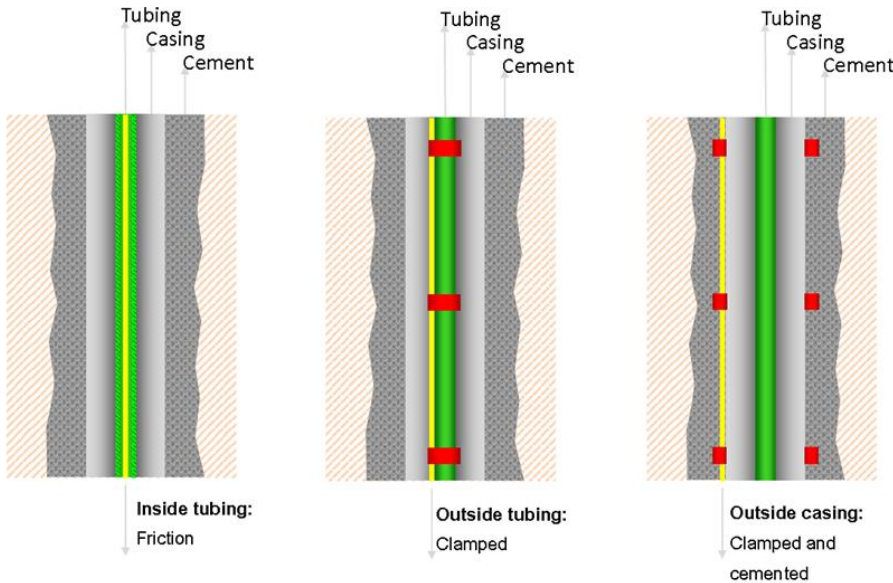 Tubing
Casing
Cement
Tubing
Casing
Cement
Tubing
Casing
Cement
Inside tubing:
Friction
Outside tubing:
Clamped
Outside casing:
Clamped and
cemented